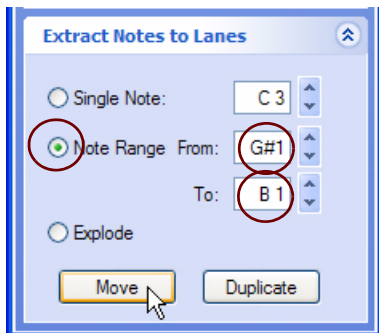 Extract Notes to Lanes
Single Note: C 3
Note Range From: G#1
To: B 1
Explode
Move Duplicate